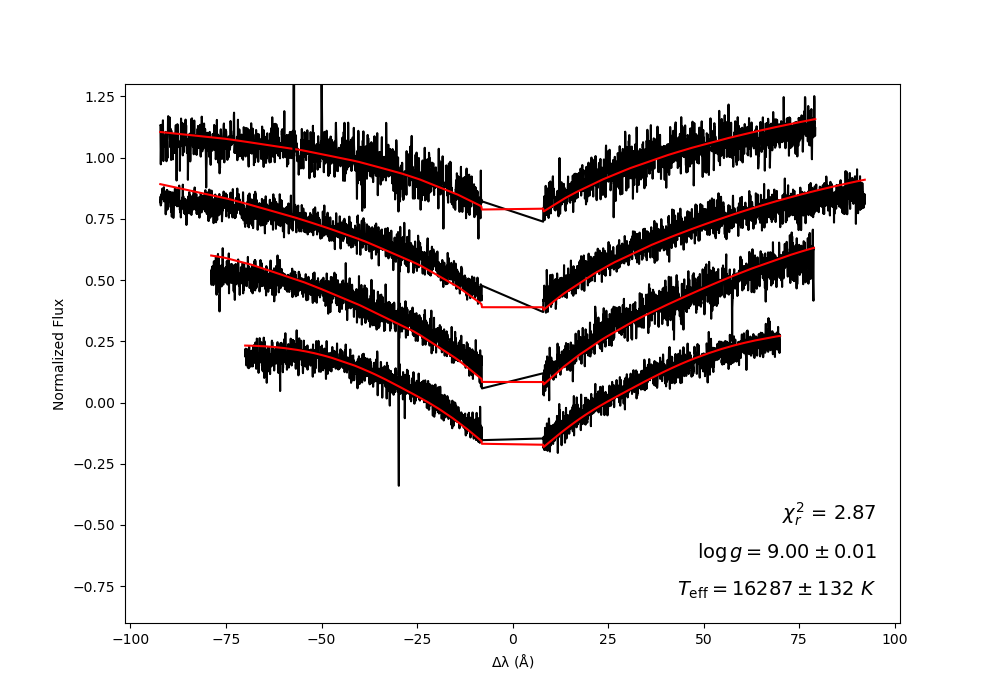 1.25
1.00
0.75
0.50
0.25
0.00
−0.25
−0.50
−0.75
Normalized Flux
χ²ᵣ = 2.87
log g = 9.00 ± 0.01
T_eff = 16287 ± 132 K
−100 −75 −50 −25 0 25 50 75 100
Δλ (Å)